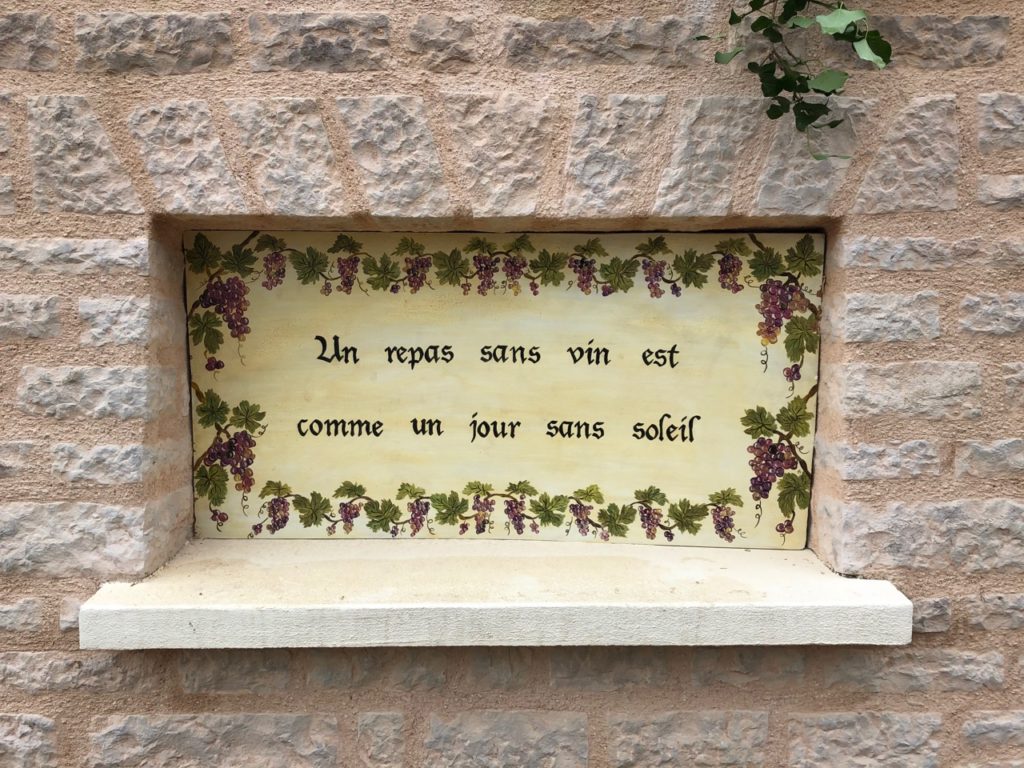 Un repas sans vin est
comme un jour sans soleil